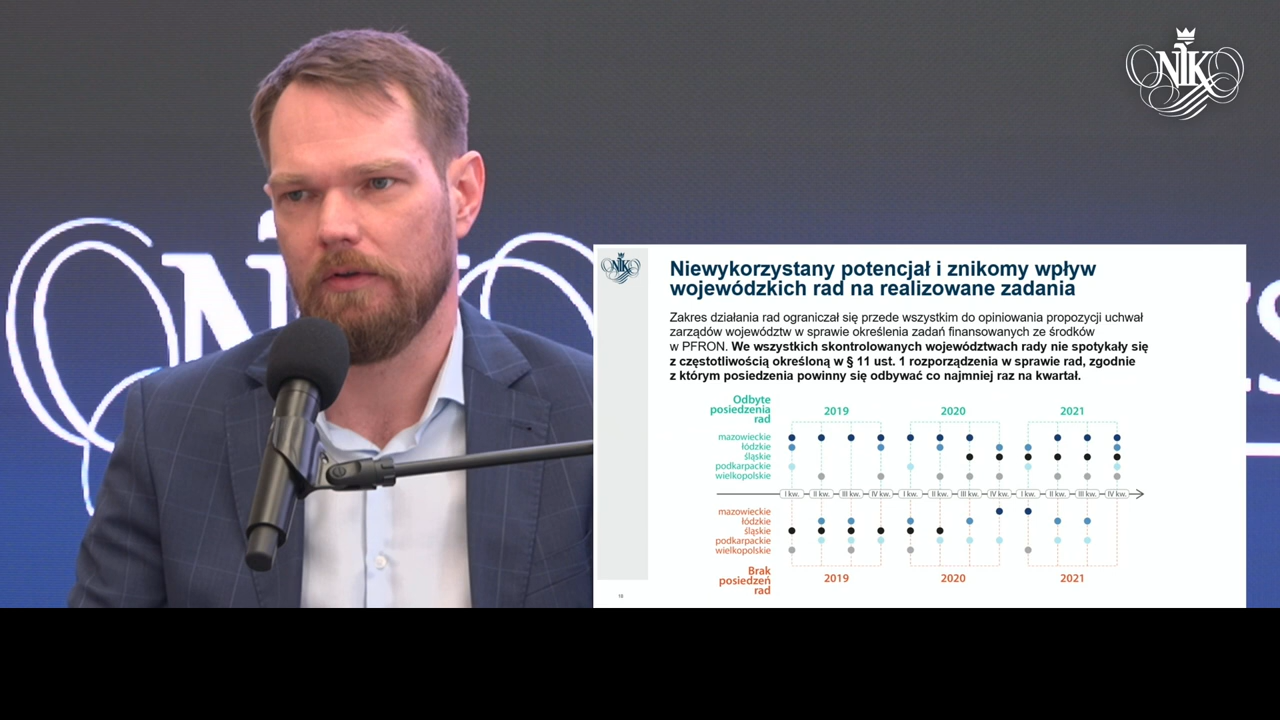 NIK
NIK
Niewykorzystany potencjał i znikomy wpływ
wojewódzkich rad na realizowane zadania
Zakres działania rad ograniczał się przede wszystkim do opiniowania propozycji uchwał
zarządów województw w sprawie określenia zadań finansowanych ze środków
w PFRON. We wszystkich skontrolowanych województwach rady nie spotykały się
z częstotliwością określoną w § 11 ust. 1 rozporządzenia w sprawie rad, zgodnie
z którym posiedzenia powinny się odbywać co najmniej raz na kwartał.
Odbyte
posiedzenia
rad
2019 2020 2021
mazowieckie
łódzkie
śląskie
podkarpackie
wielkopolskie
I kw. II kw. III kw. IV kw. I kw. II kw. III kw. IV kw. I kw. II kw. III kw. IV kw.
mazowieckie
łódzkie
śląskie
podkarpackie
wielkopolskie
Brak
posiedzeń
rad
2019 2020 2021